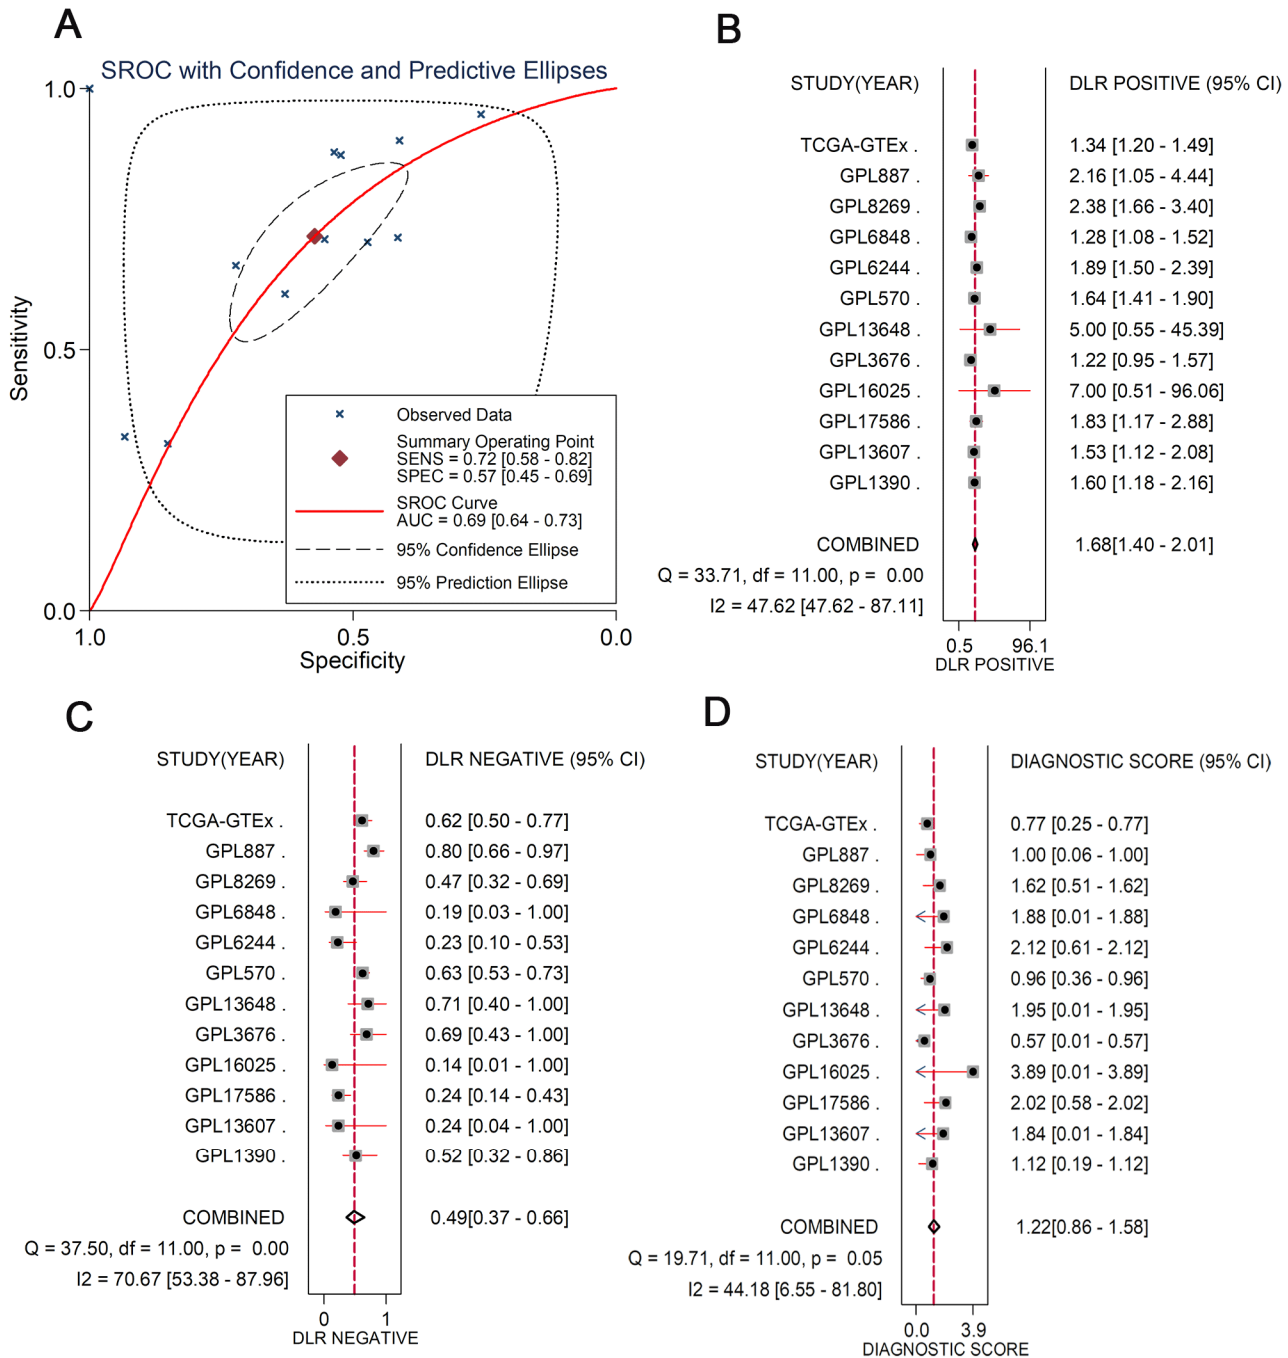 A
SROC with Confidence and Predictive Ellipses
1.0
0.5
0.0
Sensitivity
1.0
0.5
0.0
Specificity
Observed Data
Summary Operating Point
SENS = 0.72 [0.58 - 0.82]
SPEC = 0.57 [0.45 - 0.69]
SROC Curve
AUC = 0.69 [0.64 - 0.73]
95% Confidence Ellipse
95% Prediction Ellipse
B
STUDY(YEAR) DLR POSITIVE (95% CI)
TCGA-GTEx . 1.34 [1.20 - 1.49]
GPL887 . 2.16 [1.05 - 4.44]
GPL8269 . 2.38 [1.66 - 3.40]
GPL6848 . 1.28 [1.08 - 1.52]
GPL6244 . 1.89 [1.50 - 2.39]
GPL570 . 1.64 [1.41 - 1.90]
GPL13648 . 5.00 [0.55 - 45.39]
GPL3676 . 1.22 [0.95 - 1.57]
GPL16025 . 7.00 [0.51 - 96.06]
GPL17586 . 1.83 [1.17 - 2.88]
GPL13607 . 1.53 [1.12 - 2.08]
GPL1390 . 1.60 [1.18 - 2.16]
COMBINED 1.68[1.40 - 2.01]
Q = 33.71, df = 11.00, p = 0.00
I2 = 47.62 [47.62 - 87.11]
0.5 96.1
DLR POSITIVE
C
STUDY(YEAR) DLR NEGATIVE (95% CI)
TCGA-GTEx . 0.62 [0.50 - 0.77]
GPL887 . 0.80 [0.66 - 0.97]
GPL8269 . 0.47 [0.32 - 0.69]
GPL6848 . 0.19 [0.03 - 1.00]
GPL6244 . 0.23 [0.10 - 0.53]
GPL570 . 0.63 [0.53 - 0.73]
GPL13648 . 0.71 [0.40 - 1.00]
GPL3676 . 0.69 [0.43 - 1.00]
GPL16025 . 0.14 [0.01 - 1.00]
GPL17586 . 0.24 [0.14 - 0.43]
GPL13607 . 0.24 [0.04 - 1.00]
GPL1390 . 0.52 [0.32 - 0.86]
COMBINED 0.49[0.37 - 0.66]
Q = 37.50, df = 11.00, p = 0.00
I2 = 70.67 [53.38 - 87.96]
0 1
DLR NEGATIVE
D
STUDY(YEAR) DIAGNOSTIC SCORE (95% CI)
TCGA-GTEx . 0.77 [0.25 - 0.77]
GPL887 . 1.00 [0.06 - 1.00]
GPL8269 . 1.62 [0.51 - 1.62]
GPL6848 . 1.88 [0.01 - 1.88]
GPL6244 . 2.12 [0.61 - 2.12]
GPL570 . 0.96 [0.36 - 0.96]
GPL13648 . 1.95 [0.01 - 1.95]
GPL3676 . 0.57 [0.01 - 0.57]
GPL16025 . 3.89 [0.01 - 3.89]
GPL17586 . 2.02 [0.58 - 2.02]
GPL13607 . 1.84 [0.01 - 1.84]
GPL1390 . 1.12 [0.19 - 1.12]
COMBINED 1.22[0.86 - 1.58]
Q = 19.71, df = 11.00, p = 0.05
I2 = 44.18 [6.55 - 81.80]
0.0 3.9
DIAGNOSTIC SCORE